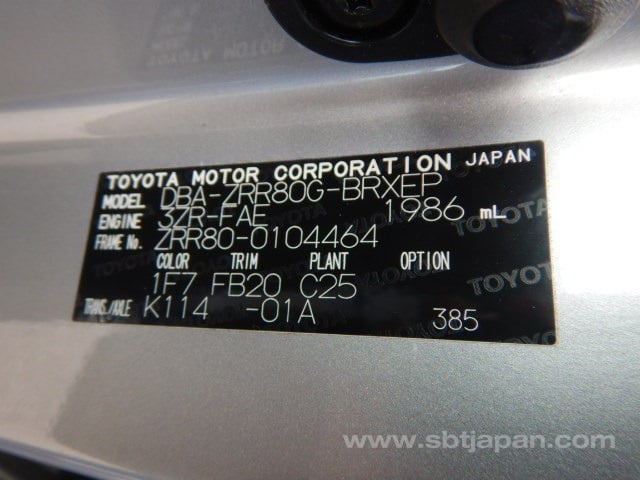 TOYOTA MOTOR CORPORATION JAPAN
MODEL DBA-ZRR80G-BRXEP
ENGINE 3ZR-FAE 1986 mL
FRAME No. ZRR80-0104464
COLOR TRIM PLANT OPTION
1F7 FB20 C25
TRANS./AXLE K114 -01A 385
www.sbtjapan.com